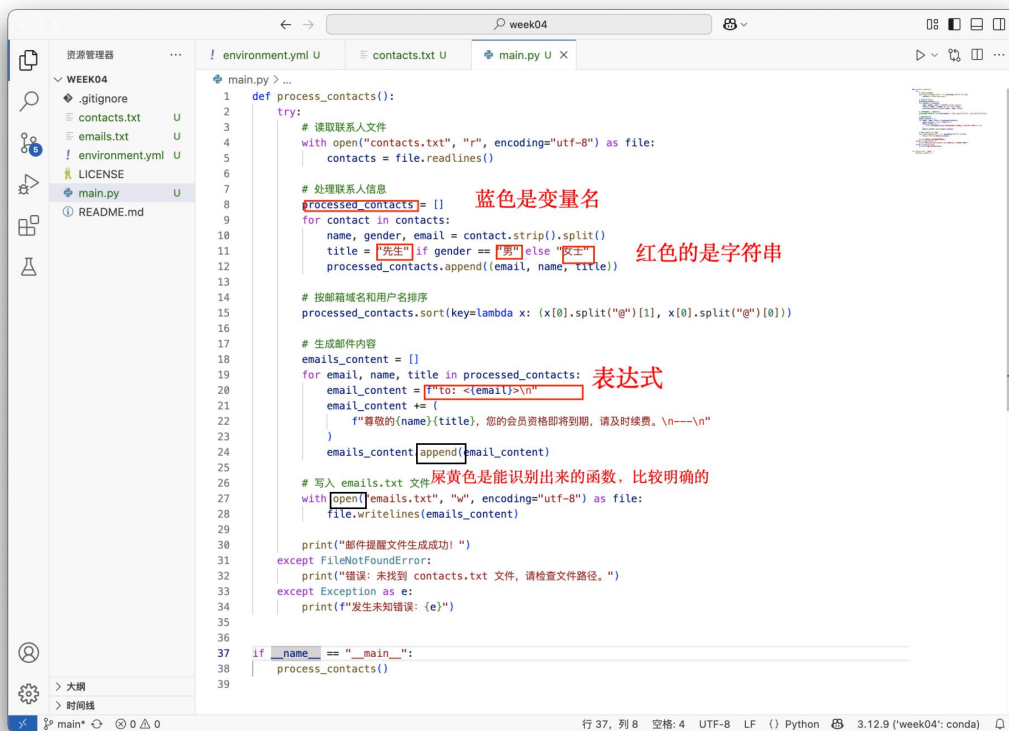 week04
资源管理器
WEEK04
.gitignore
contacts.txt U
emails.txt U
environment.yml U
LICENSE
main.py U
README.md
5
大纲
时间线
! environment.yml U
contacts.txt U
main.py U
main.py > ...
1 def process_contacts():
2     try:
3         # 读取联系人文件
4         with open("contacts.txt", "r", encoding="utf-8") as file:
5             contacts = file.readlines()
6
7         # 处理联系人信息
8         processed_contacts = []
蓝色是变量名
9         for contact in contacts:
10             name, gender, email = contact.strip().split()
11             title = "先生" if gender == "男" else "女士"
红色的是字符串
12             processed_contacts.append((email, name, title))
13
14         # 按邮箱域名和用户名排序
15         processed_contacts.sort(key=lambda x: (x[0].split("@")[1], x[0].split("@")[0]))
16
17         # 生成邮件内容
18         emails_content = []
19         for email, name, title in processed_contacts:
表达式
20             email_content = f"to: <{email}>\n"
21             email_content += (
22                 f"尊敬的{name}{title}，您的会员资格即将到期，请及时续费。\n---\n"
23             )
24             emails_content.append(email_content)
25
屎黄色是能识别出来的函数，比较明确的
26         # 写入 emails.txt 文件
27         with open("emails.txt", "w", encoding="utf-8") as file:
28             file.writelines(emails_content)
29
30         print("邮件提醒文件生成成功！")
31     except FileNotFoundError:
32         print("错误：未找到 contacts.txt 文件，请检查文件路径。")
33     except Exception as e:
34         print(f"发生未知错误：{e}")
35
36
37 if __name__ == "__main__":
38     process_contacts()
39
main* 0 0 行 37，列 8 空格: 4 UTF-8 LF {} Python 3.12.9 ('week04': conda)